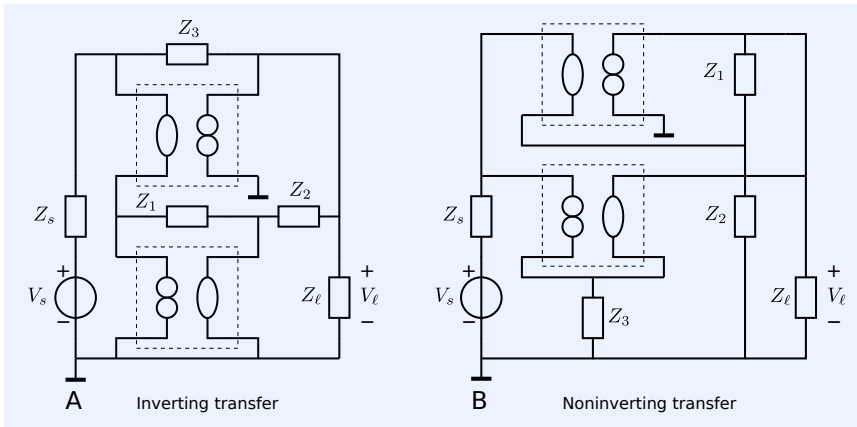 Z3
Z1
Z2
Zs
+
Vs
−
Zℓ
+
Vℓ
−
A
Inverting transfer
Z1
Zs
Z2
+
Vs
−
Z3
Zℓ
+
Vℓ
−
B
Noninverting transfer